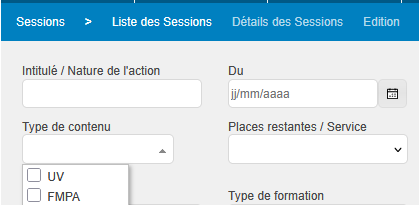 Sessions > Liste des Sessions Détails des Sessions Edition
Intitulé / Nature de l'action Du
jj/mm/aaaa
Type de contenu Places restantes / Service
UV
FMPA Type de formation